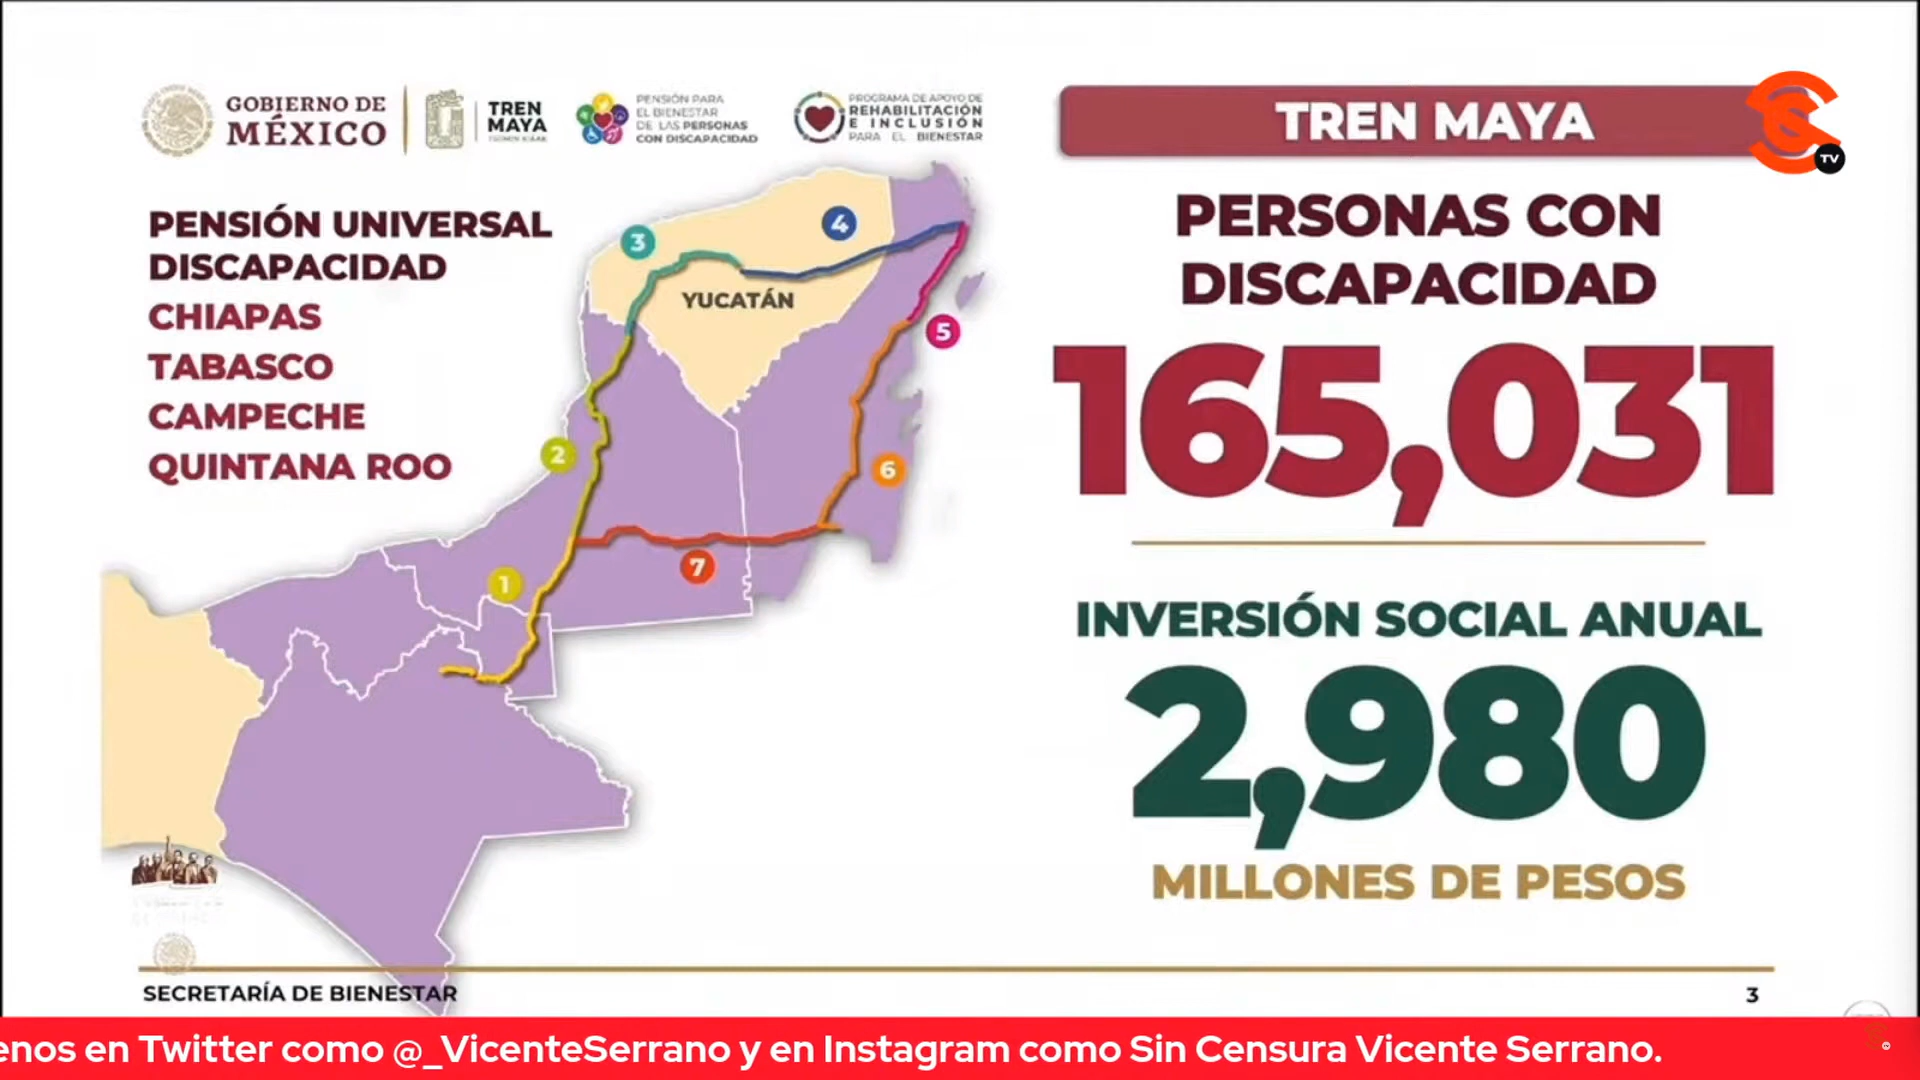 GOBIERNO DE
MÉXICO
TREN
MAYA
PENSIÓN PARA
EL BIENESTAR
DE LAS PERSONAS
CON DISCAPACIDAD
PROGRAMA DE APOYO DE
REHABILITACIÓN
E INCLUSIÓN
PARA EL BIENESTAR
TREN MAYA
TV
PENSIÓN UNIVERSAL
DISCAPACIDAD
CHIAPAS
TABASCO
CAMPECHE
QUINTANA ROO
3
4
YUCATÁN
5
2
6
7
1
PERSONAS CON
DISCAPACIDAD
165,031
INVERSIÓN SOCIAL ANUAL
2,980
MILLONES DE PESOS
SECRETARÍA DE BIENESTAR
3
enos en Twitter como @_VicenteSerrano y en Instagram como Sin Censura Vicente Serrano.